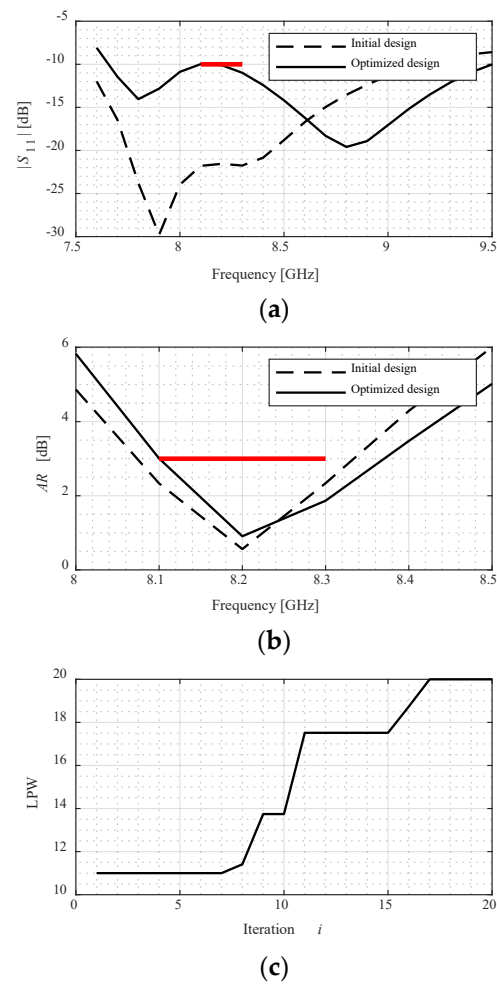 -5
Initial design
-10
Optimized design
-15
-20
-25
-30
|S 11| [dB]
7.5 8 8.5 9 9.5
Frequency [GHz]
(a)
6
Initial design
Optimized design
4
2
0
AR [dB]
8 8.1 8.2 8.3 8.4 8.5
Frequency [GHz]
(b)
20
18
16
14
12
10
LPW
0 5 10 15 20
Iteration i
(c)